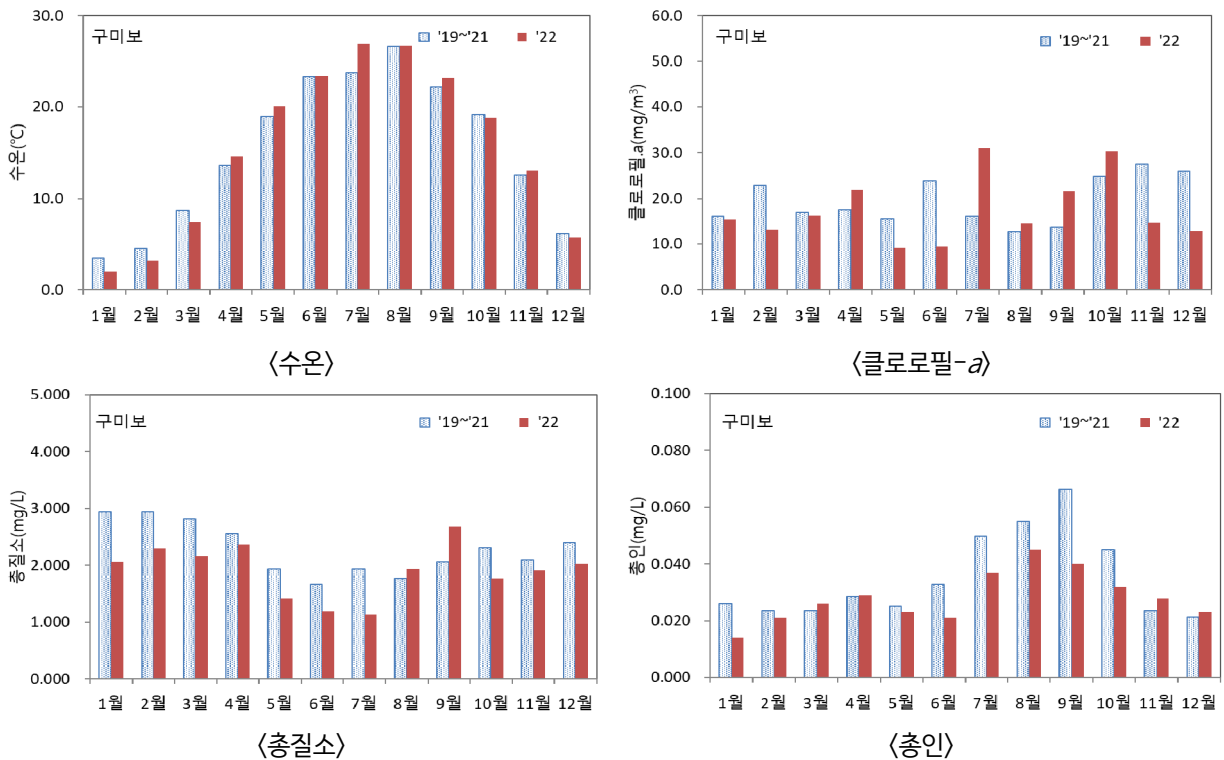 구미보
'19~'21 '22
수온(℃)
30.0
20.0
10.0
0.0
1월 2월 3월 4월 5월 6월 7월 8월 9월 10월 11월 12월
〈수온〉
구미보
'19~'21 '22
클로로필.a(mg/m³)
60.0
50.0
40.0
30.0
20.0
10.0
0.0
1월 2월 3월 4월 5월 6월 7월 8월 9월 10월 11월 12월
〈클로로필-a〉
구미보
'19~'21 '22
총질소(mg/L)
5.000
4.000
3.000
2.000
1.000
0.000
1월 2월 3월 4월 5월 6월 7월 8월 9월 10월 11월 12월
〈총질소〉
구미보
'19~'21 '22
총인(mg/L)
0.100
0.080
0.060
0.040
0.020
0.000
1월 2월 3월 4월 5월 6월 7월 8월 9월 10월 11월 12월
〈총인〉